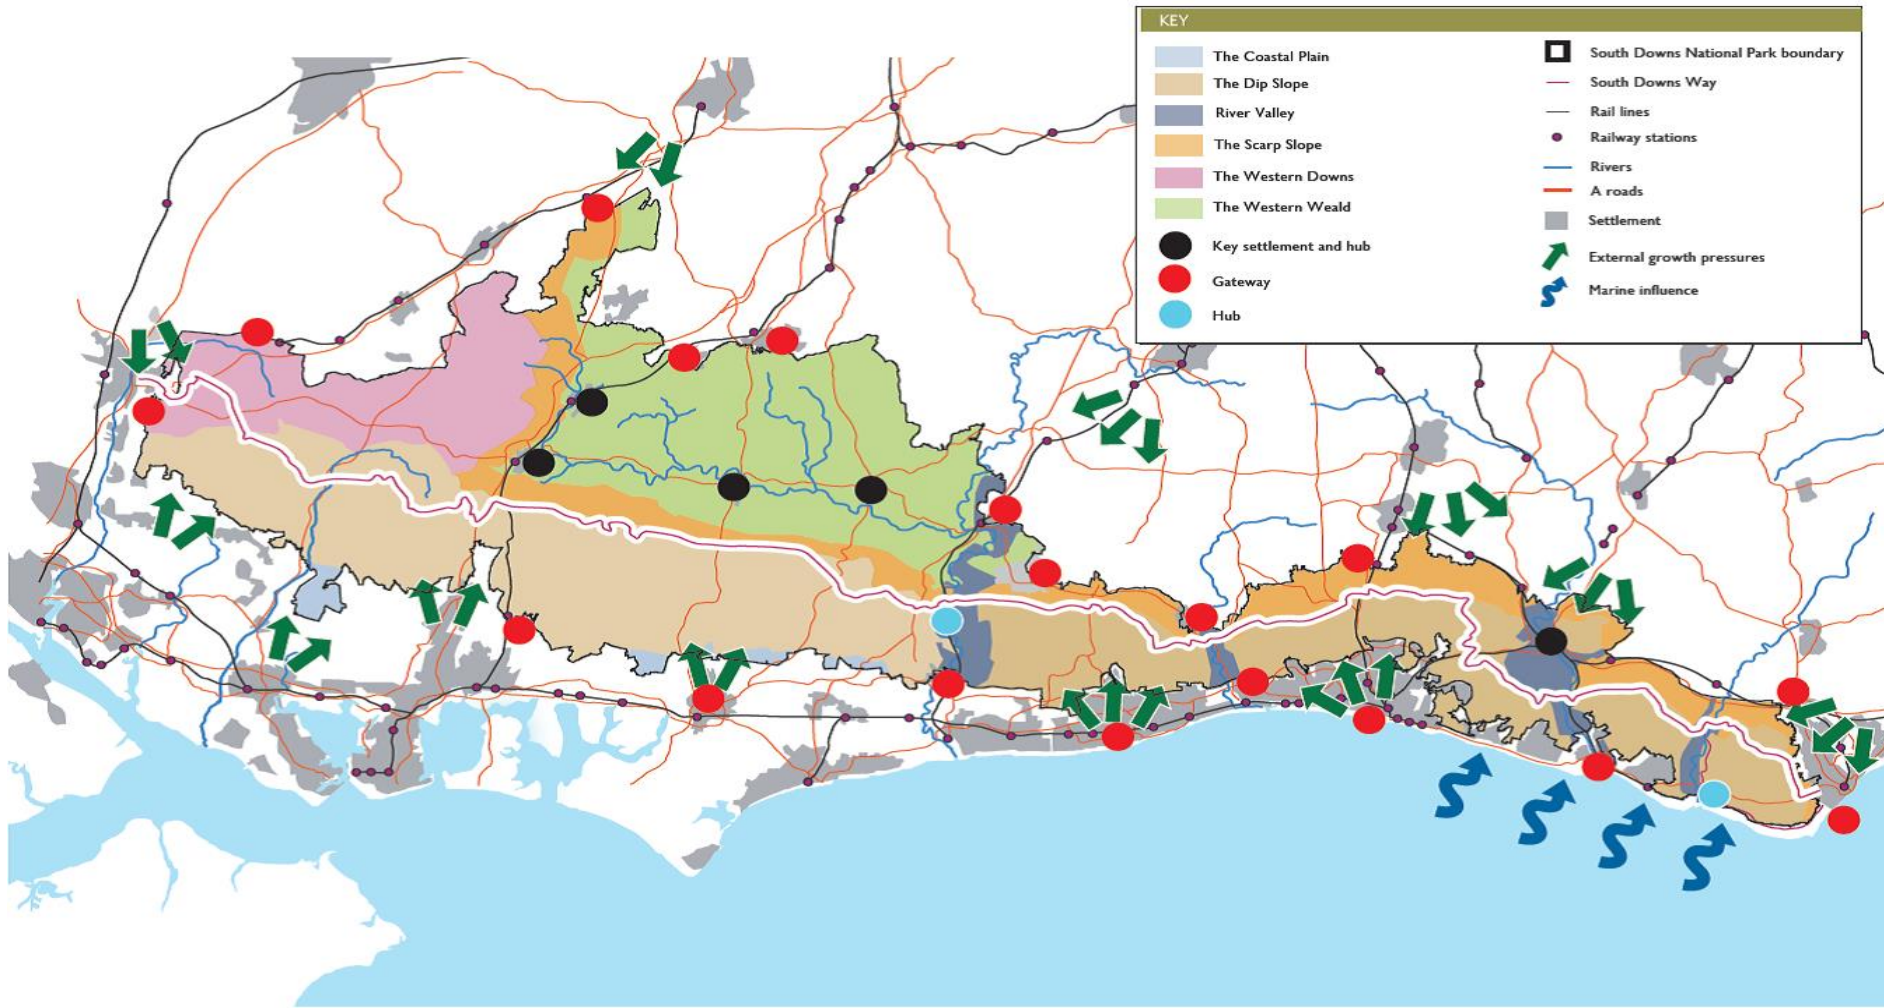 KEY
The Coastal Plain
The Dip Slope
River Valley
The Scarp Slope
The Western Downs
The Western Weald
Key settlement and hub
Gateway
Hub
South Downs National Park boundary
South Downs Way
Rail lines
Railway stations
Rivers
A roads
Settlement
External growth pressures
Marine influence